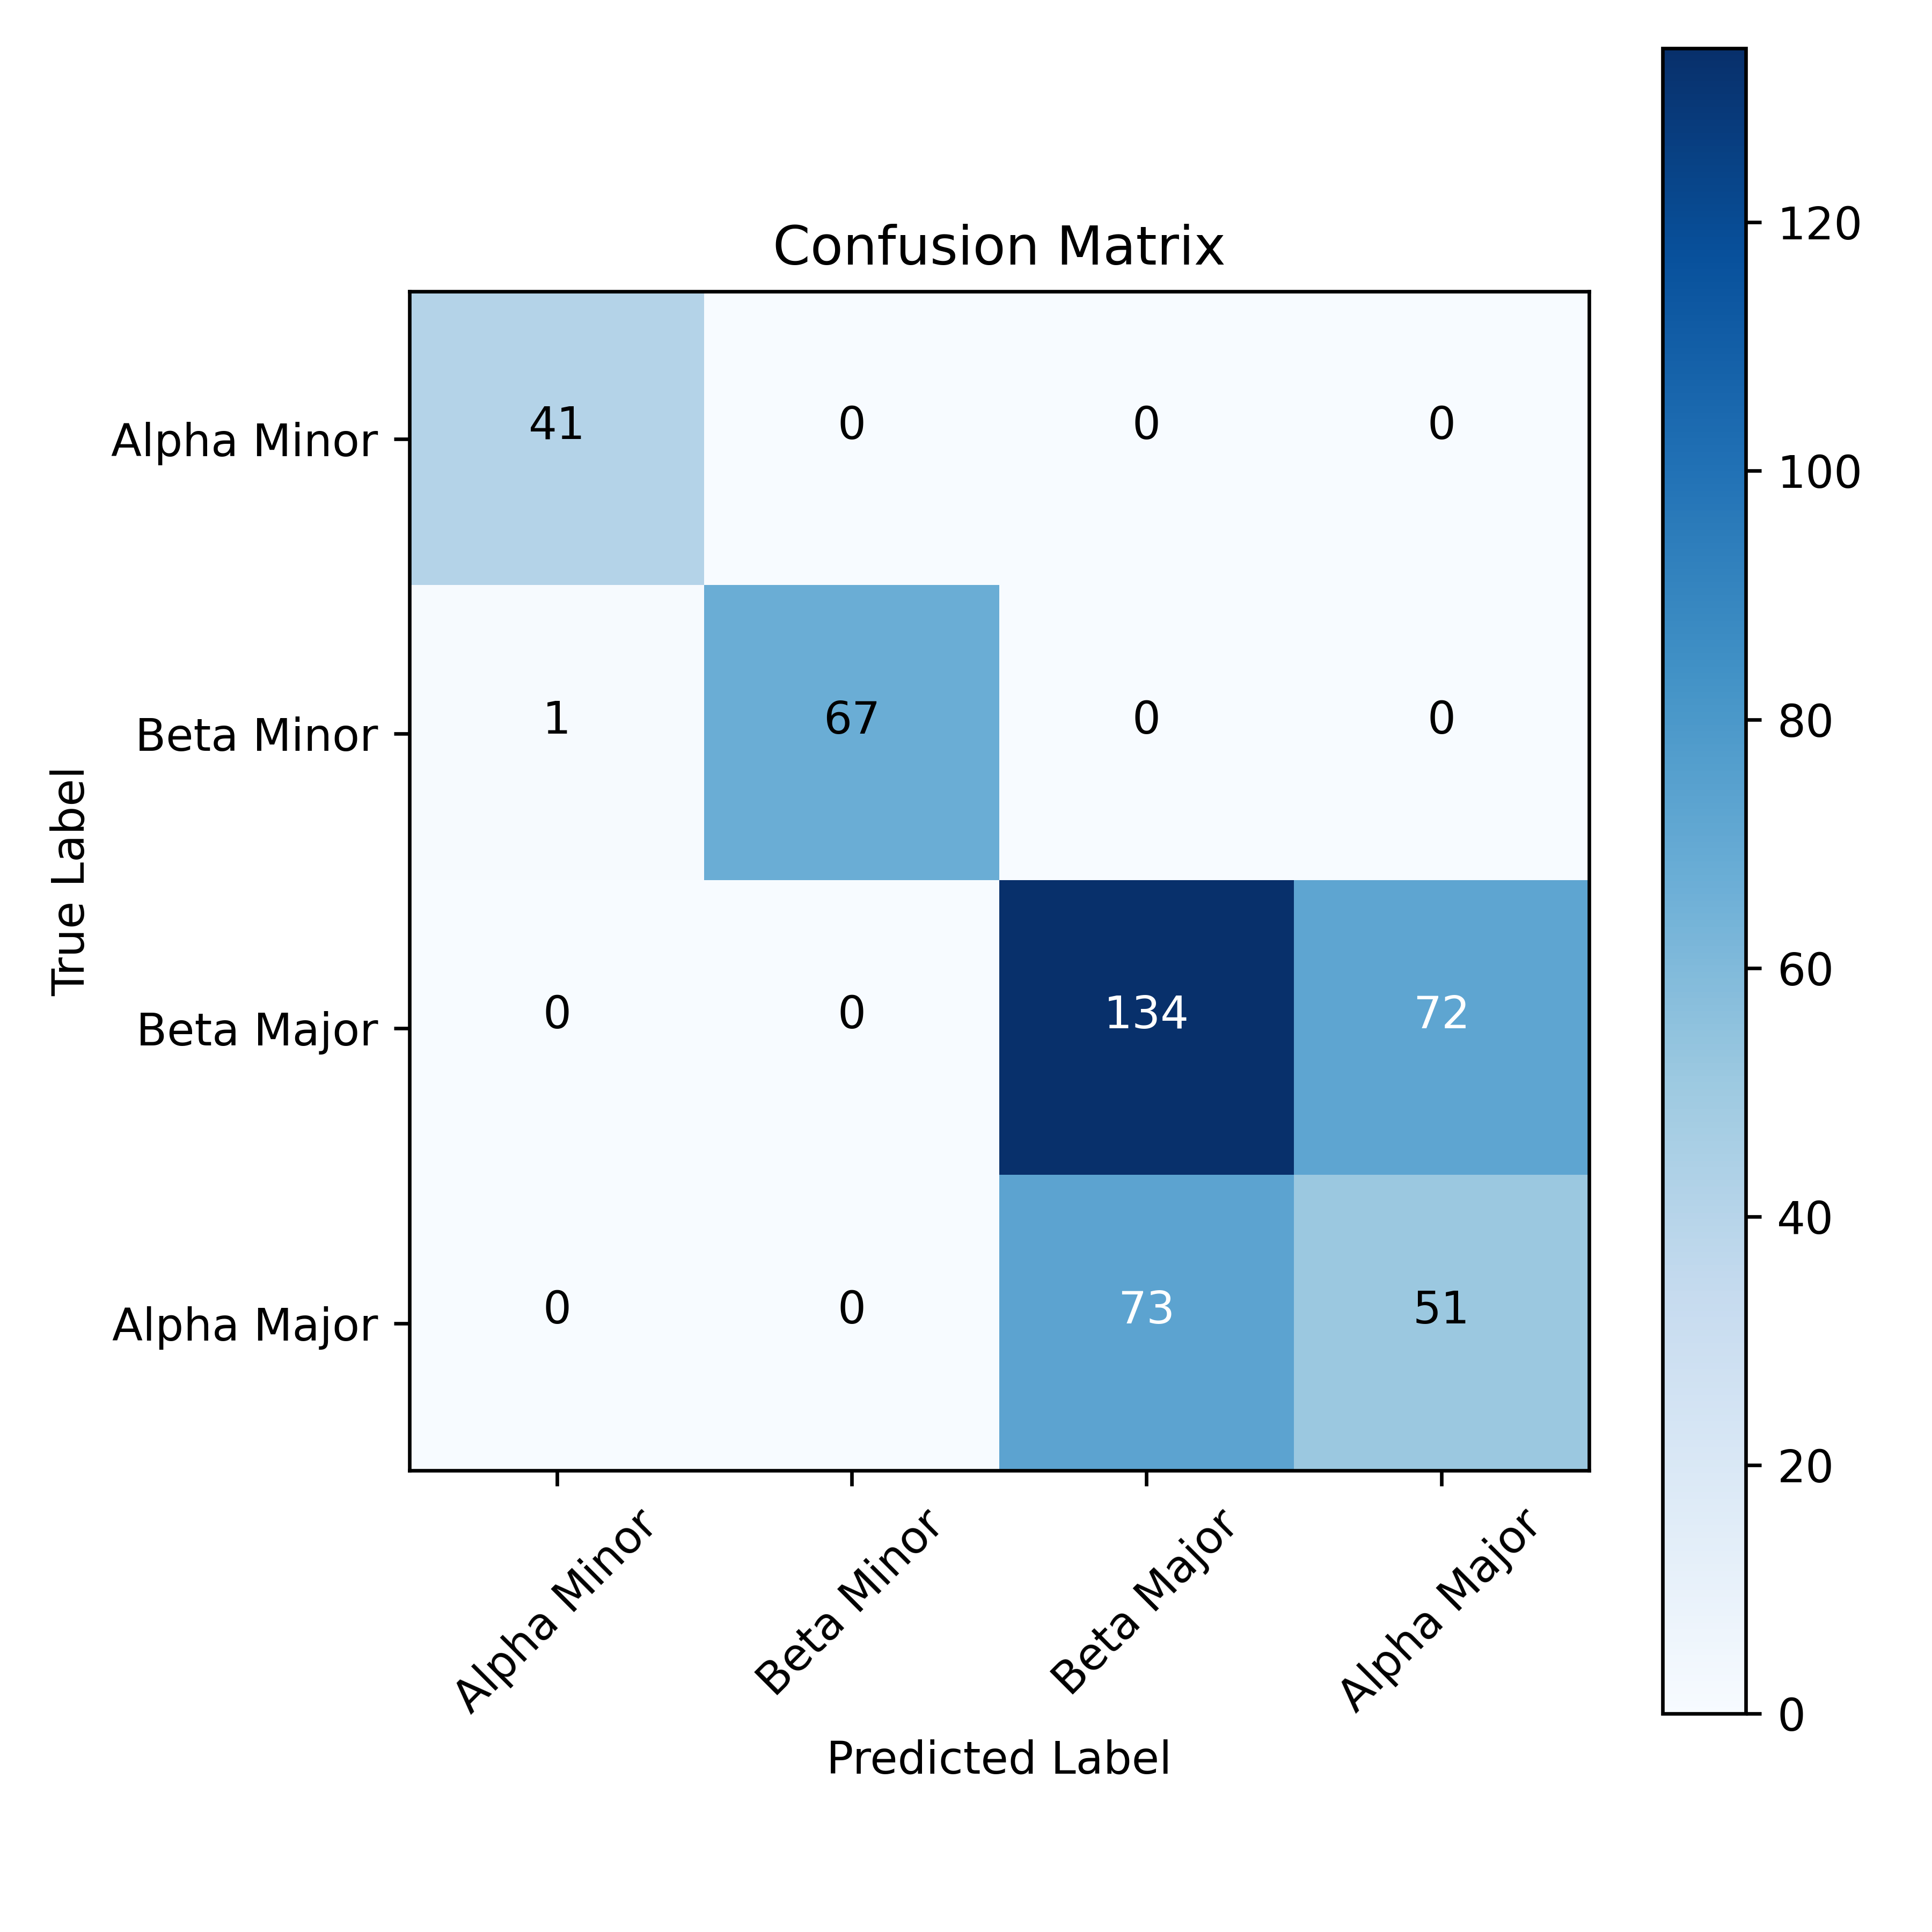 Confusion Matrix
True Label
Alpha Minor 41 0 0 0
Beta Minor 1 67 0 0
Beta Major 0 0 134 72
Alpha Major 0 0 73 51
Alpha Minor Beta Minor Beta Major Alpha Major
Predicted Label
120
100
80
60
40
20
0